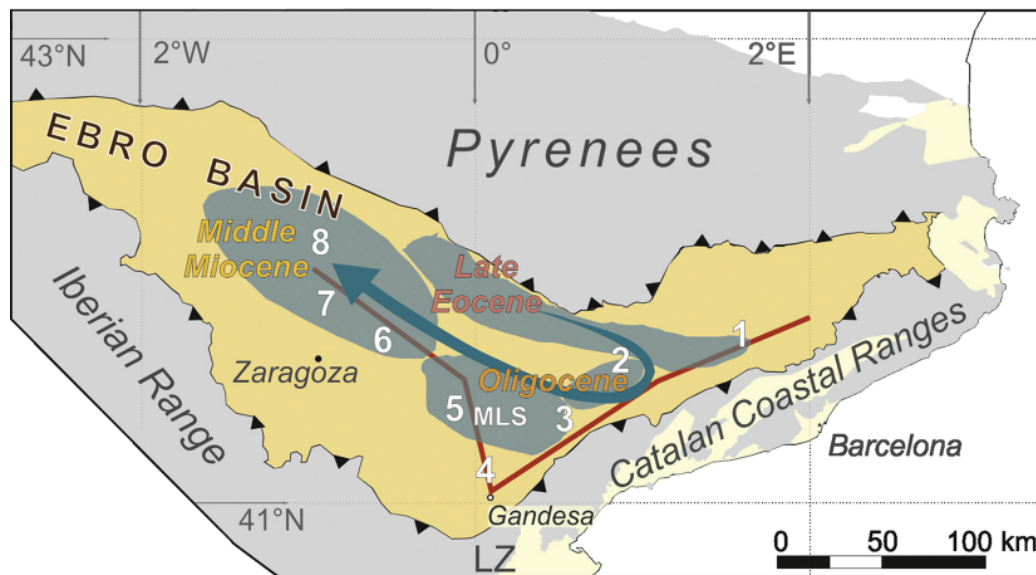 43°N
2°W
0°
2°E
EBRO BASIN
Pyrenees
Middle
Miocene
8
Late
Eocene
7
6
1
2
Iberian Range
Zaragoza
Oligocene
5
MLS
3
4
Catalan Coastal Ranges
Barcelona
41°N
Gandesa
LZ
0 50 100 km